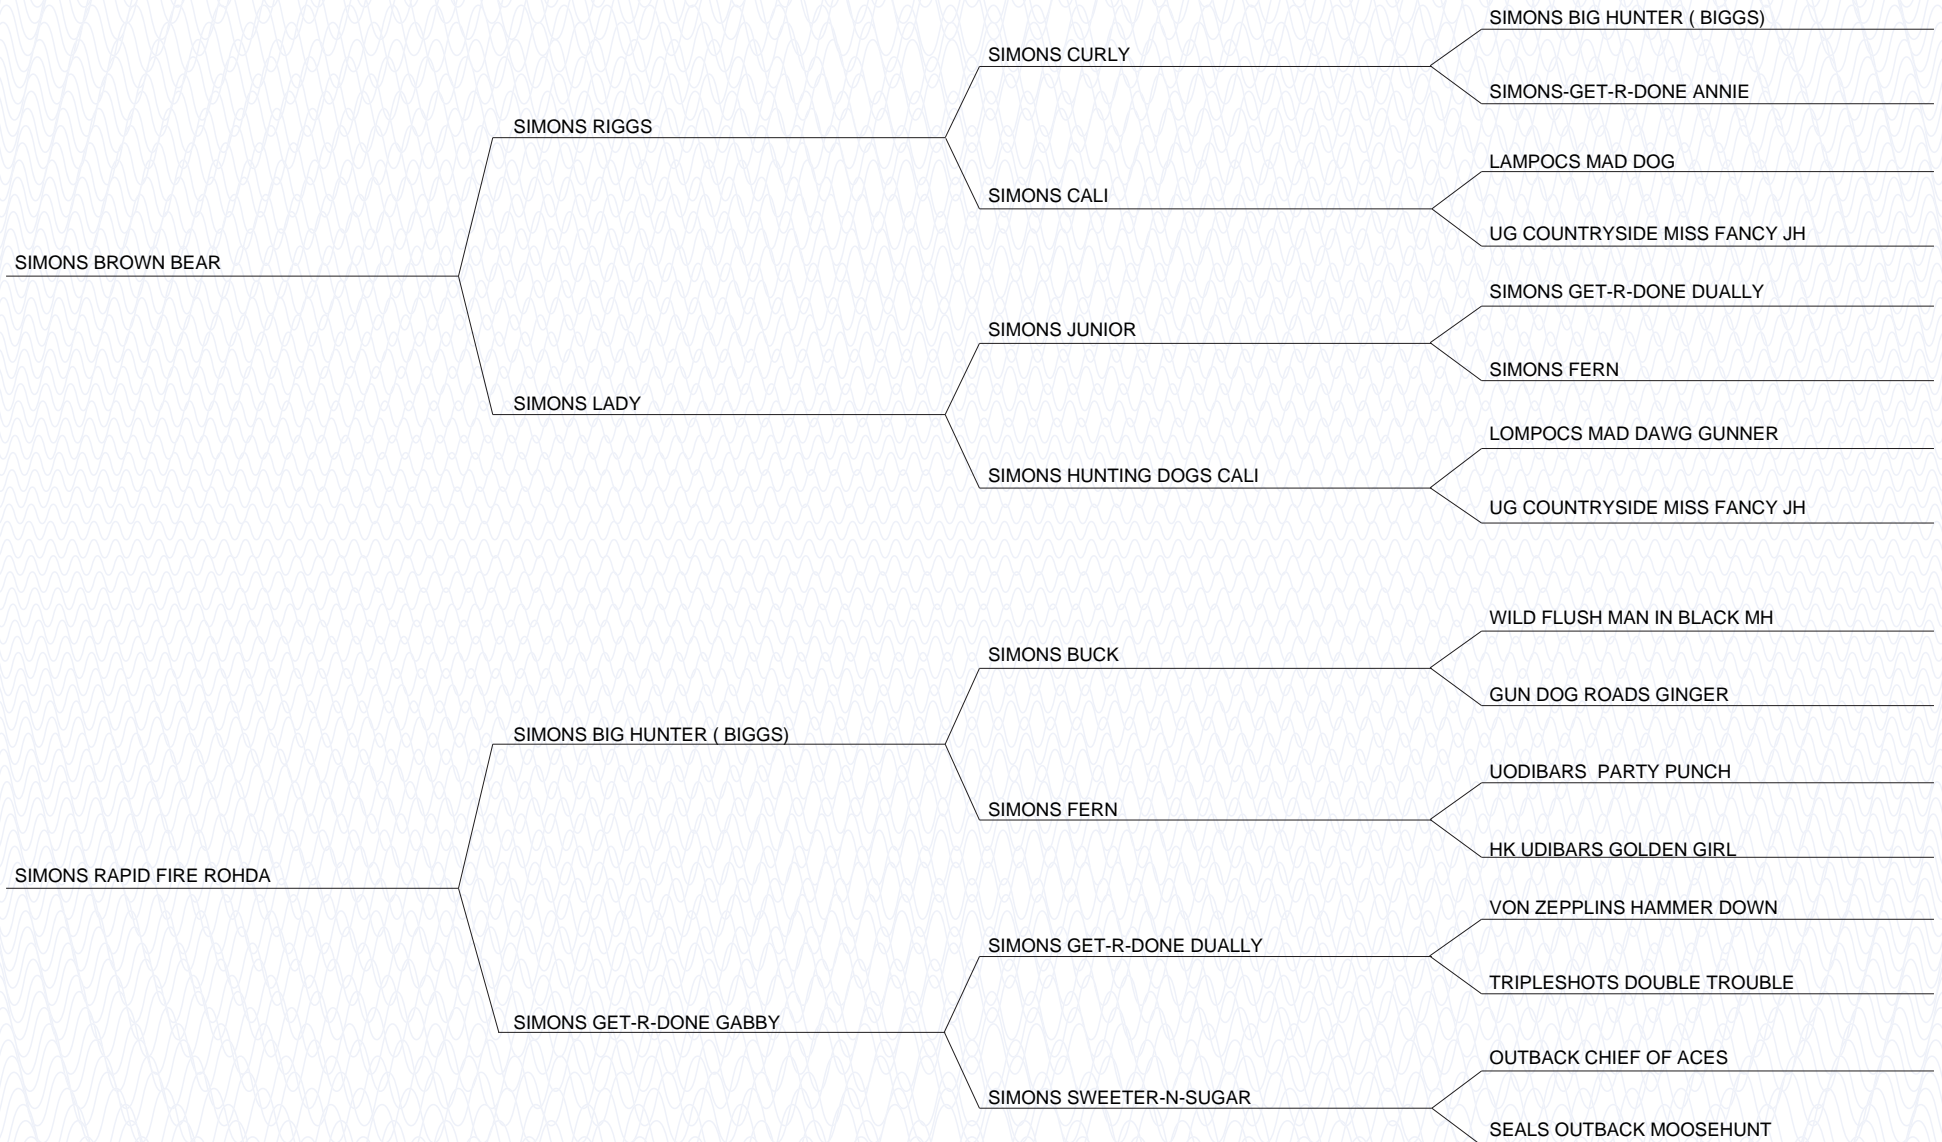 SIMONS BIG HUNTER ( BIGGS)
SIMONS CURLY
SIMONS-GET-R-DONE ANNIE
SIMONS RIGGS
LAMPOCS MAD DOG
SIMONS CALI
UG COUNTRYSIDE MISS FANCY JH
SIMONS BROWN BEAR
SIMONS GET-R-DONE DUALLY
SIMONS JUNIOR
SIMONS FERN
SIMONS LADY
LOMPOCS MAD DAWG GUNNER
SIMONS HUNTING DOGS CALI
UG COUNTRYSIDE MISS FANCY JH
WILD FLUSH MAN IN BLACK MH
SIMONS BUCK
GUN DOG ROADS GINGER
SIMONS BIG HUNTER ( BIGGS)
UODIBARS  PARTY PUNCH
SIMONS FERN
HK UDIBARS GOLDEN GIRL
SIMONS RAPID FIRE ROHDA
VON ZEPPLINS HAMMER DOWN
SIMONS GET-R-DONE DUALLY
TRIPLESHOTS DOUBLE TROUBLE
SIMONS GET-R-DONE GABBY
OUTBACK CHIEF OF ACES
SIMONS SWEETER-N-SUGAR
SEALS OUTBACK MOOSEHUNT